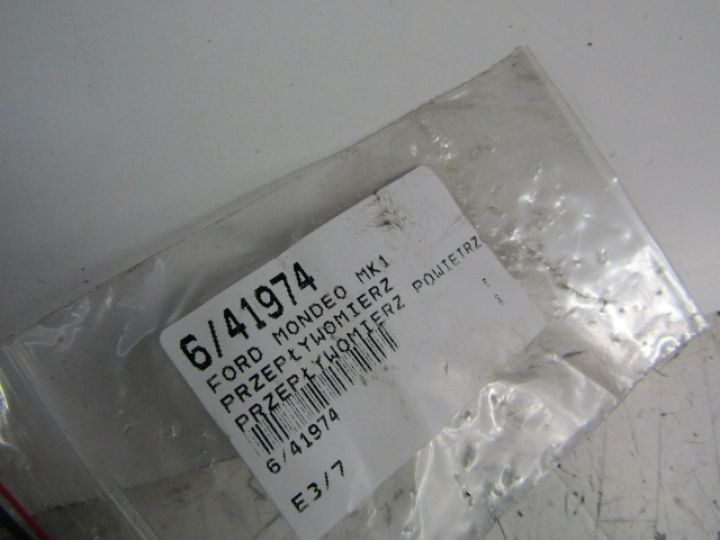 6/41974
FORD MONDEO MK1
PRZEPŁYWOMIERZ
PRZEPŁYWOMIERZ POWIETRZ
6/41974
E3/7